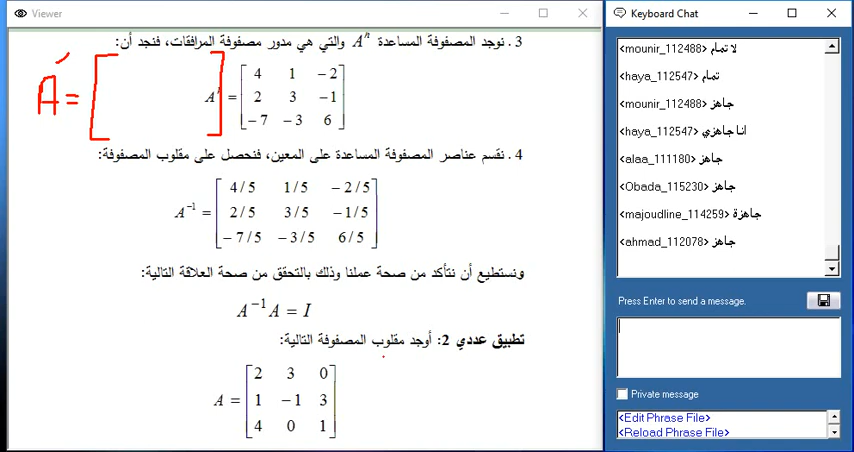 Viewer
3. نوجد المصفوفة المساعدة Aⁿ والتي هي مدور مصفوفة المرافقات، فنجد أن:
A' = [
A' = [ 4 1 −2
2 3 −1
−7 −3 6 ]
4. نقسم عناصر المصفوفة المساعدة على المعين، فنحصل على مقلوب المصفوفة:
A⁻¹ = [ 4/5 1/5 −2/5
2/5 3/5 −1/5
−7/5 −3/5 6/5 ]
ونستطيع أن نتأكد من صحة عملنا وذلك بالتحقق من صحة العلاقة التالية:
A⁻¹ A = I
تطبيق عددي 2: أوجد مقلوب المصفوفة التالية:
A = [ 2 3 0
1 −1 3
4 0 1 ]
Keyboard Chat
<mounir_112488> لا تمام
<haya_112547> تمام
<mounir_112488> جاهز
<haya_112547> انا جاهزي
<alaa_111180> جاهز
<Obada_115230> جاهز
<majoudline_114259> جاهزة
<ahmad_112078> جاهز
Press Enter to send a message.
Private message
<Edit Phrase File>
<Reload Phrase File>